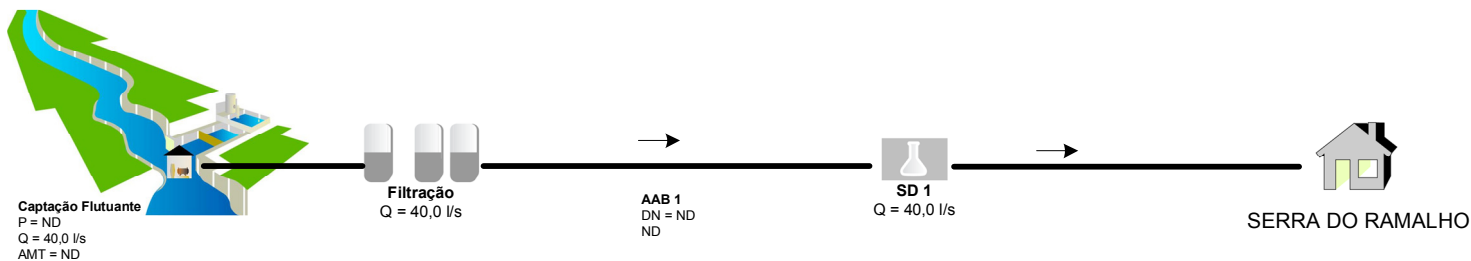 Captação Flutuante
P = ND
Q = 40,0 l/s
AMT = ND
Filtração
Q = 40,0 l/s
AAB 1
DN = ND
ND
SD 1
Q = 40,0 l/s
SERRA DO RAMALHO